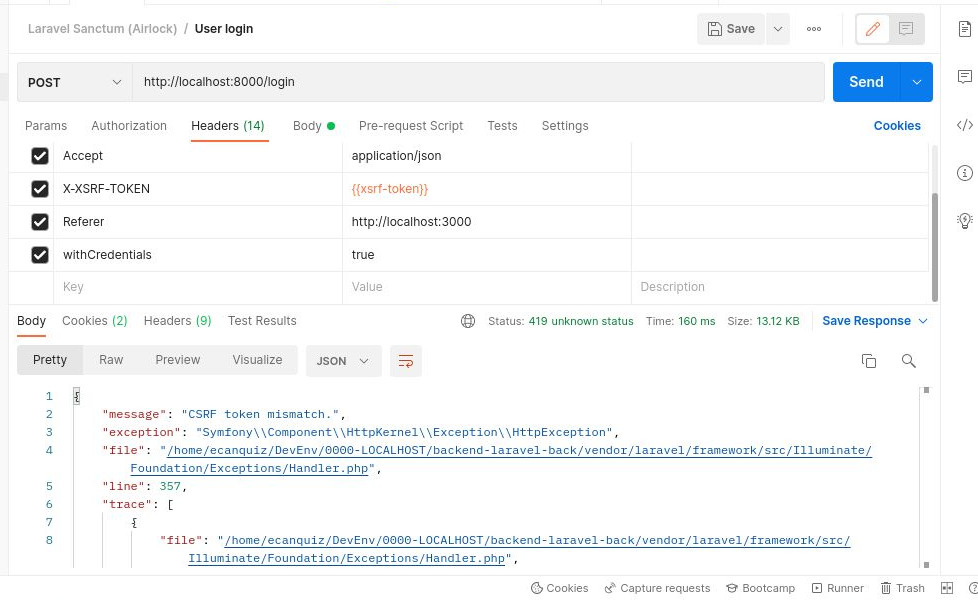 Laravel Sanctum (Airlock) / User login Save
POST http://localhost:8000/login Send
Params Authorization Headers (14) Body Pre-request Script Tests Settings Cookies
Accept application/json
X-XSRF-TOKEN {{xsrf-token}}
Referer http://localhost:3000
withCredentials true
Key Value Description
Body Cookies (2) Headers (9) Test Results Status: 419 unknown status Time: 160 ms Size: 13.12 KB Save Response
Pretty Raw Preview Visualize JSON
1 {
2 "message": "CSRF token mismatch.",
3 "exception": "Symfony\\Component\\HttpKernel\\Exception\\HttpException",
4 "file": "/home/ecanquiz/DevEnv/0000-LOCALHOST/backend-laravel-back/vendor/laravel/framework/src/Illuminate/
Foundation/Exceptions/Handler.php",
5 "line": 357,
6 "trace": [
7 {
8 "file": "/home/ecanquiz/DevEnv/0000-LOCALHOST/backend-laravel-back/vendor/laravel/framework/src/
Illuminate/Foundation/Exceptions/Handler.php",
Cookies Capture requests Bootcamp Runner Trash